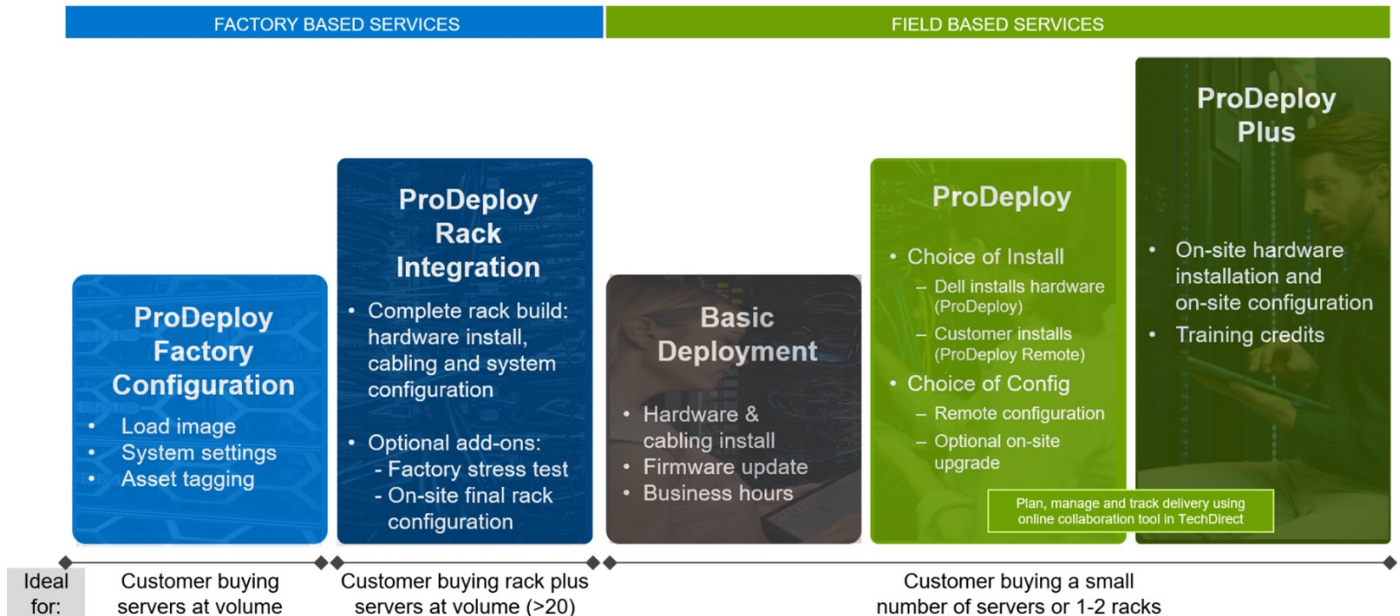 FACTORY BASED SERVICES
FIELD BASED SERVICES
ProDeploy
Factory
Configuration
• Load image
• System settings
• Asset tagging
ProDeploy
Rack
Integration
• Complete rack build:
hardware install,
cabling and system
configuration
• Optional add-ons:
- Factory stress test
- On-site final rack
configuration
Basic
Deployment
• Hardware &
cabling install
• Firmware update
• Business hours
ProDeploy
• Choice of Install
– Dell installs hardware
(ProDeploy)
– Customer installs
(ProDeploy Remote)
• Choice of Config
– Remote configuration
– Optional on-site
upgrade
ProDeploy
Plus
• On-site hardware
installation and
on-site configuration
• Training credits
Plan, manage and track delivery using
online collaboration tool in TechDirect
Ideal
for:
Customer buying
servers at volume
Customer buying rack plus
servers at volume (>20)
Customer buying a small
number of servers or 1-2 racks